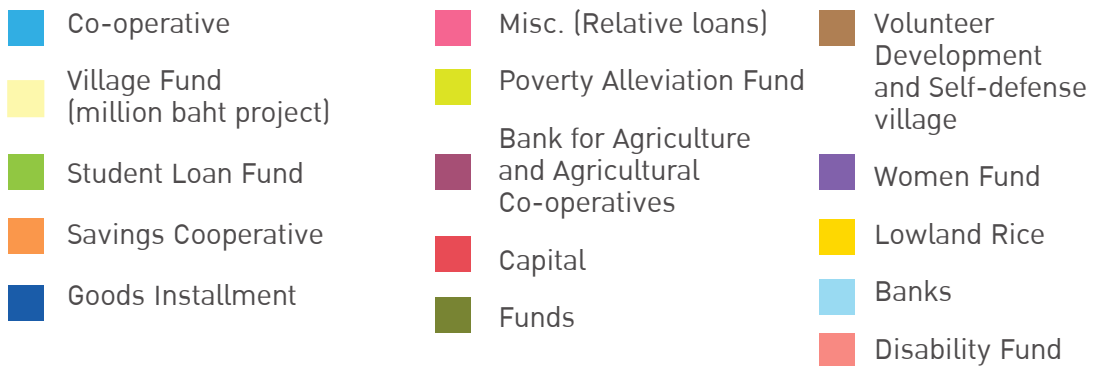 Co-operative
Village Fund
(million baht project)
Student Loan Fund
Savings Cooperative
Goods Installment
Misc. (Relative loans)
Poverty Alleviation Fund
Bank for Agriculture
and Agricultural
Co-operatives
Capital
Funds
Volunteer
Development
and Self-defense
village
Women Fund
Lowland Rice
Banks
Disability Fund